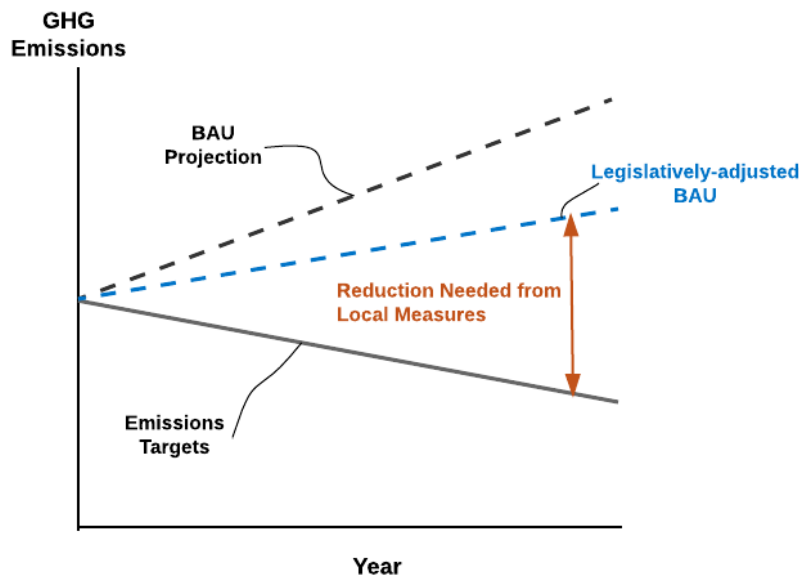 GHG
Emissions
BAU
Projection
Legislatively-adjusted
BAU
Reduction Needed from
Local Measures
Emissions
Targets
Year